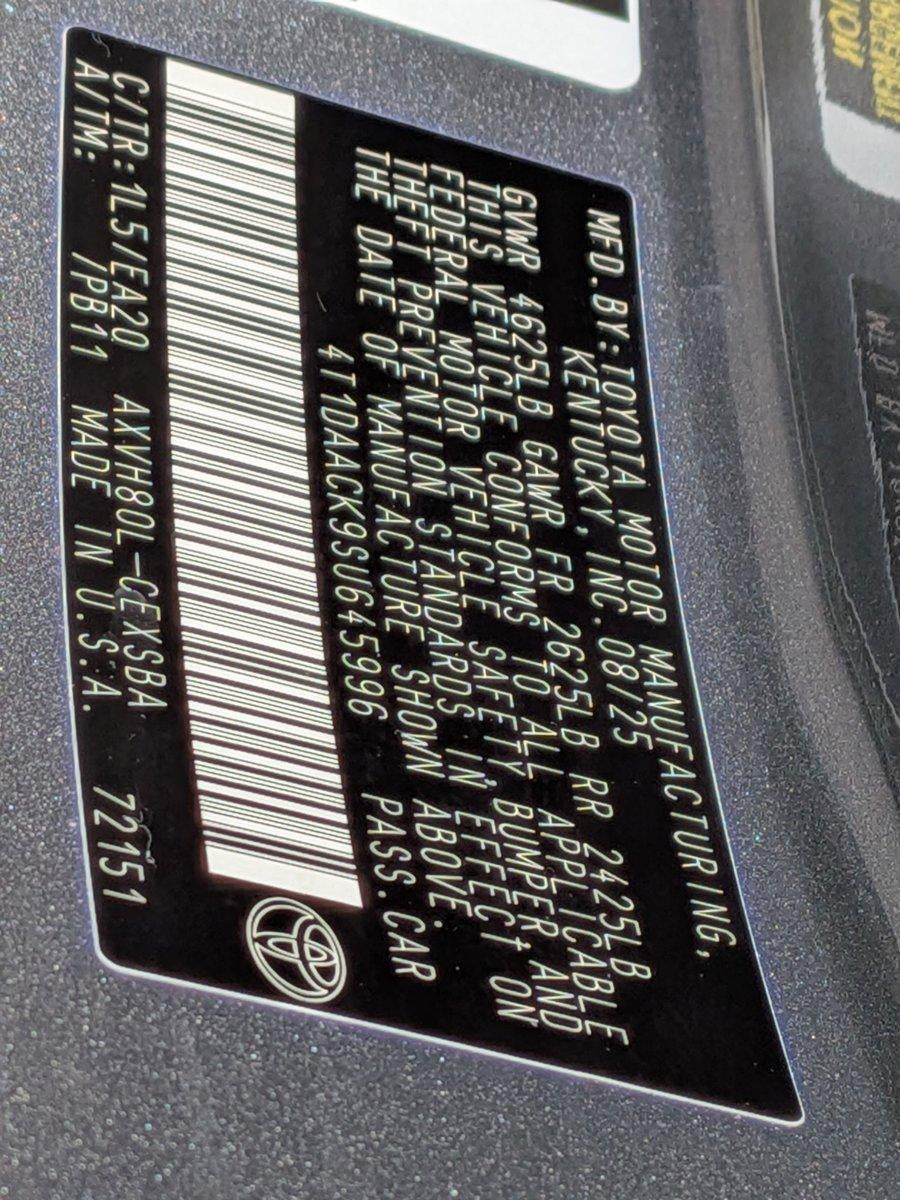 MFD.BY:TOYOTA MOTOR MANUFACTURING,
KENTUCKY, INC. 08/25
GVWR 4625LB GAWR FR 2625LB RR 2425LB
THIS VEHICLE CONFORMS TO ALL APPLICABLE
FEDERAL MOTOR VEHICLE SAFETY, BUMPER, AND
THEFT PREVENTION STANDARDS IN EFFECT ON
THE DATE OF MANUFACTURE SHOWN ABOVE.
4T1DAACK9SU645996 PASS.CAR
C/TR:1L5/EA20 AXVH80L-CEXSBA
A/TM: /PB11 MADE IN U.S.A. 72151